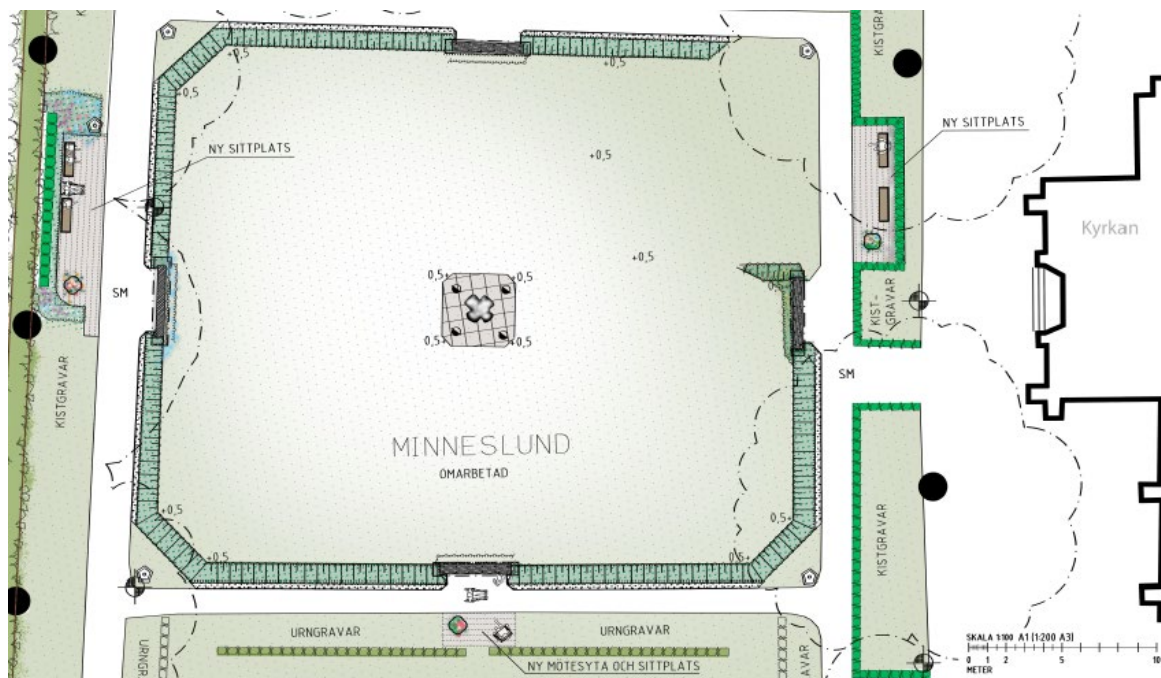 KISTGRAVAR
+0,5
+0,5
+0,5
NY SITTPLATS
+0,5
NY SITTPLATS
Kyrkan
+0,5
0,5+
+0,5
SM
KIST-
GRAVAR
0,5+
+0,5
SM
KISTGRAVAR
MINNESLUND
OMARBETAD
0,5+
KISTGRAVAR
+0,5
+0,5
0,5+
URNGRAVAR
URNGRAVAR
NY MÖTESYTA OCH SITTPLATS
SKALA 1:100 A1 (1:200 A3)
0 1 2 5 10
METER